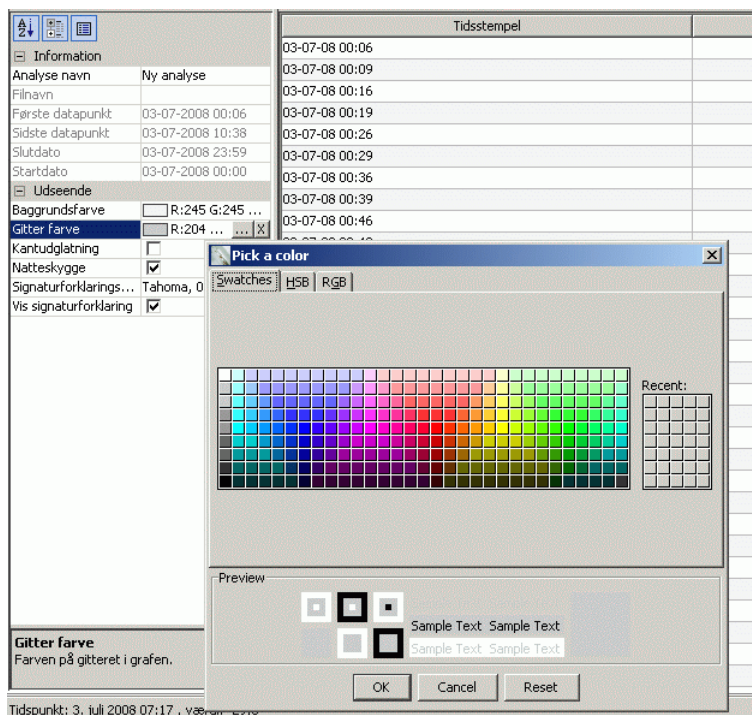 Information
Analyse navn Ny analyse
Filnavn
Første datapunkt 03-07-2008 00:06
Sidste datapunkt 03-07-2008 10:38
Slutdato 03-07-2008 23:59
Startdato 03-07-2008 00:00
Udseende
Baggrundsfarve R:245 G:245 ...
Gitter farve R:204 ... ... X
Kantudglatning
Natteskygge
Signaturforklarings... Tahoma, 0
Vis signaturforklaring
Tidsstempel
03-07-08 00:06
03-07-08 00:09
03-07-08 00:16
03-07-08 00:19
03-07-08 00:26
03-07-08 00:29
03-07-08 00:36
03-07-08 00:39
03-07-08 00:46
Pick a color
Swatches HSB RGB
Recent:
Preview
Sample Text Sample Text
Sample Text Sample Text
OK Cancel Reset
Gitter farve
Farven på gitteret i grafen.
Tidspunkt: 3. juli 2008 07:17 ,